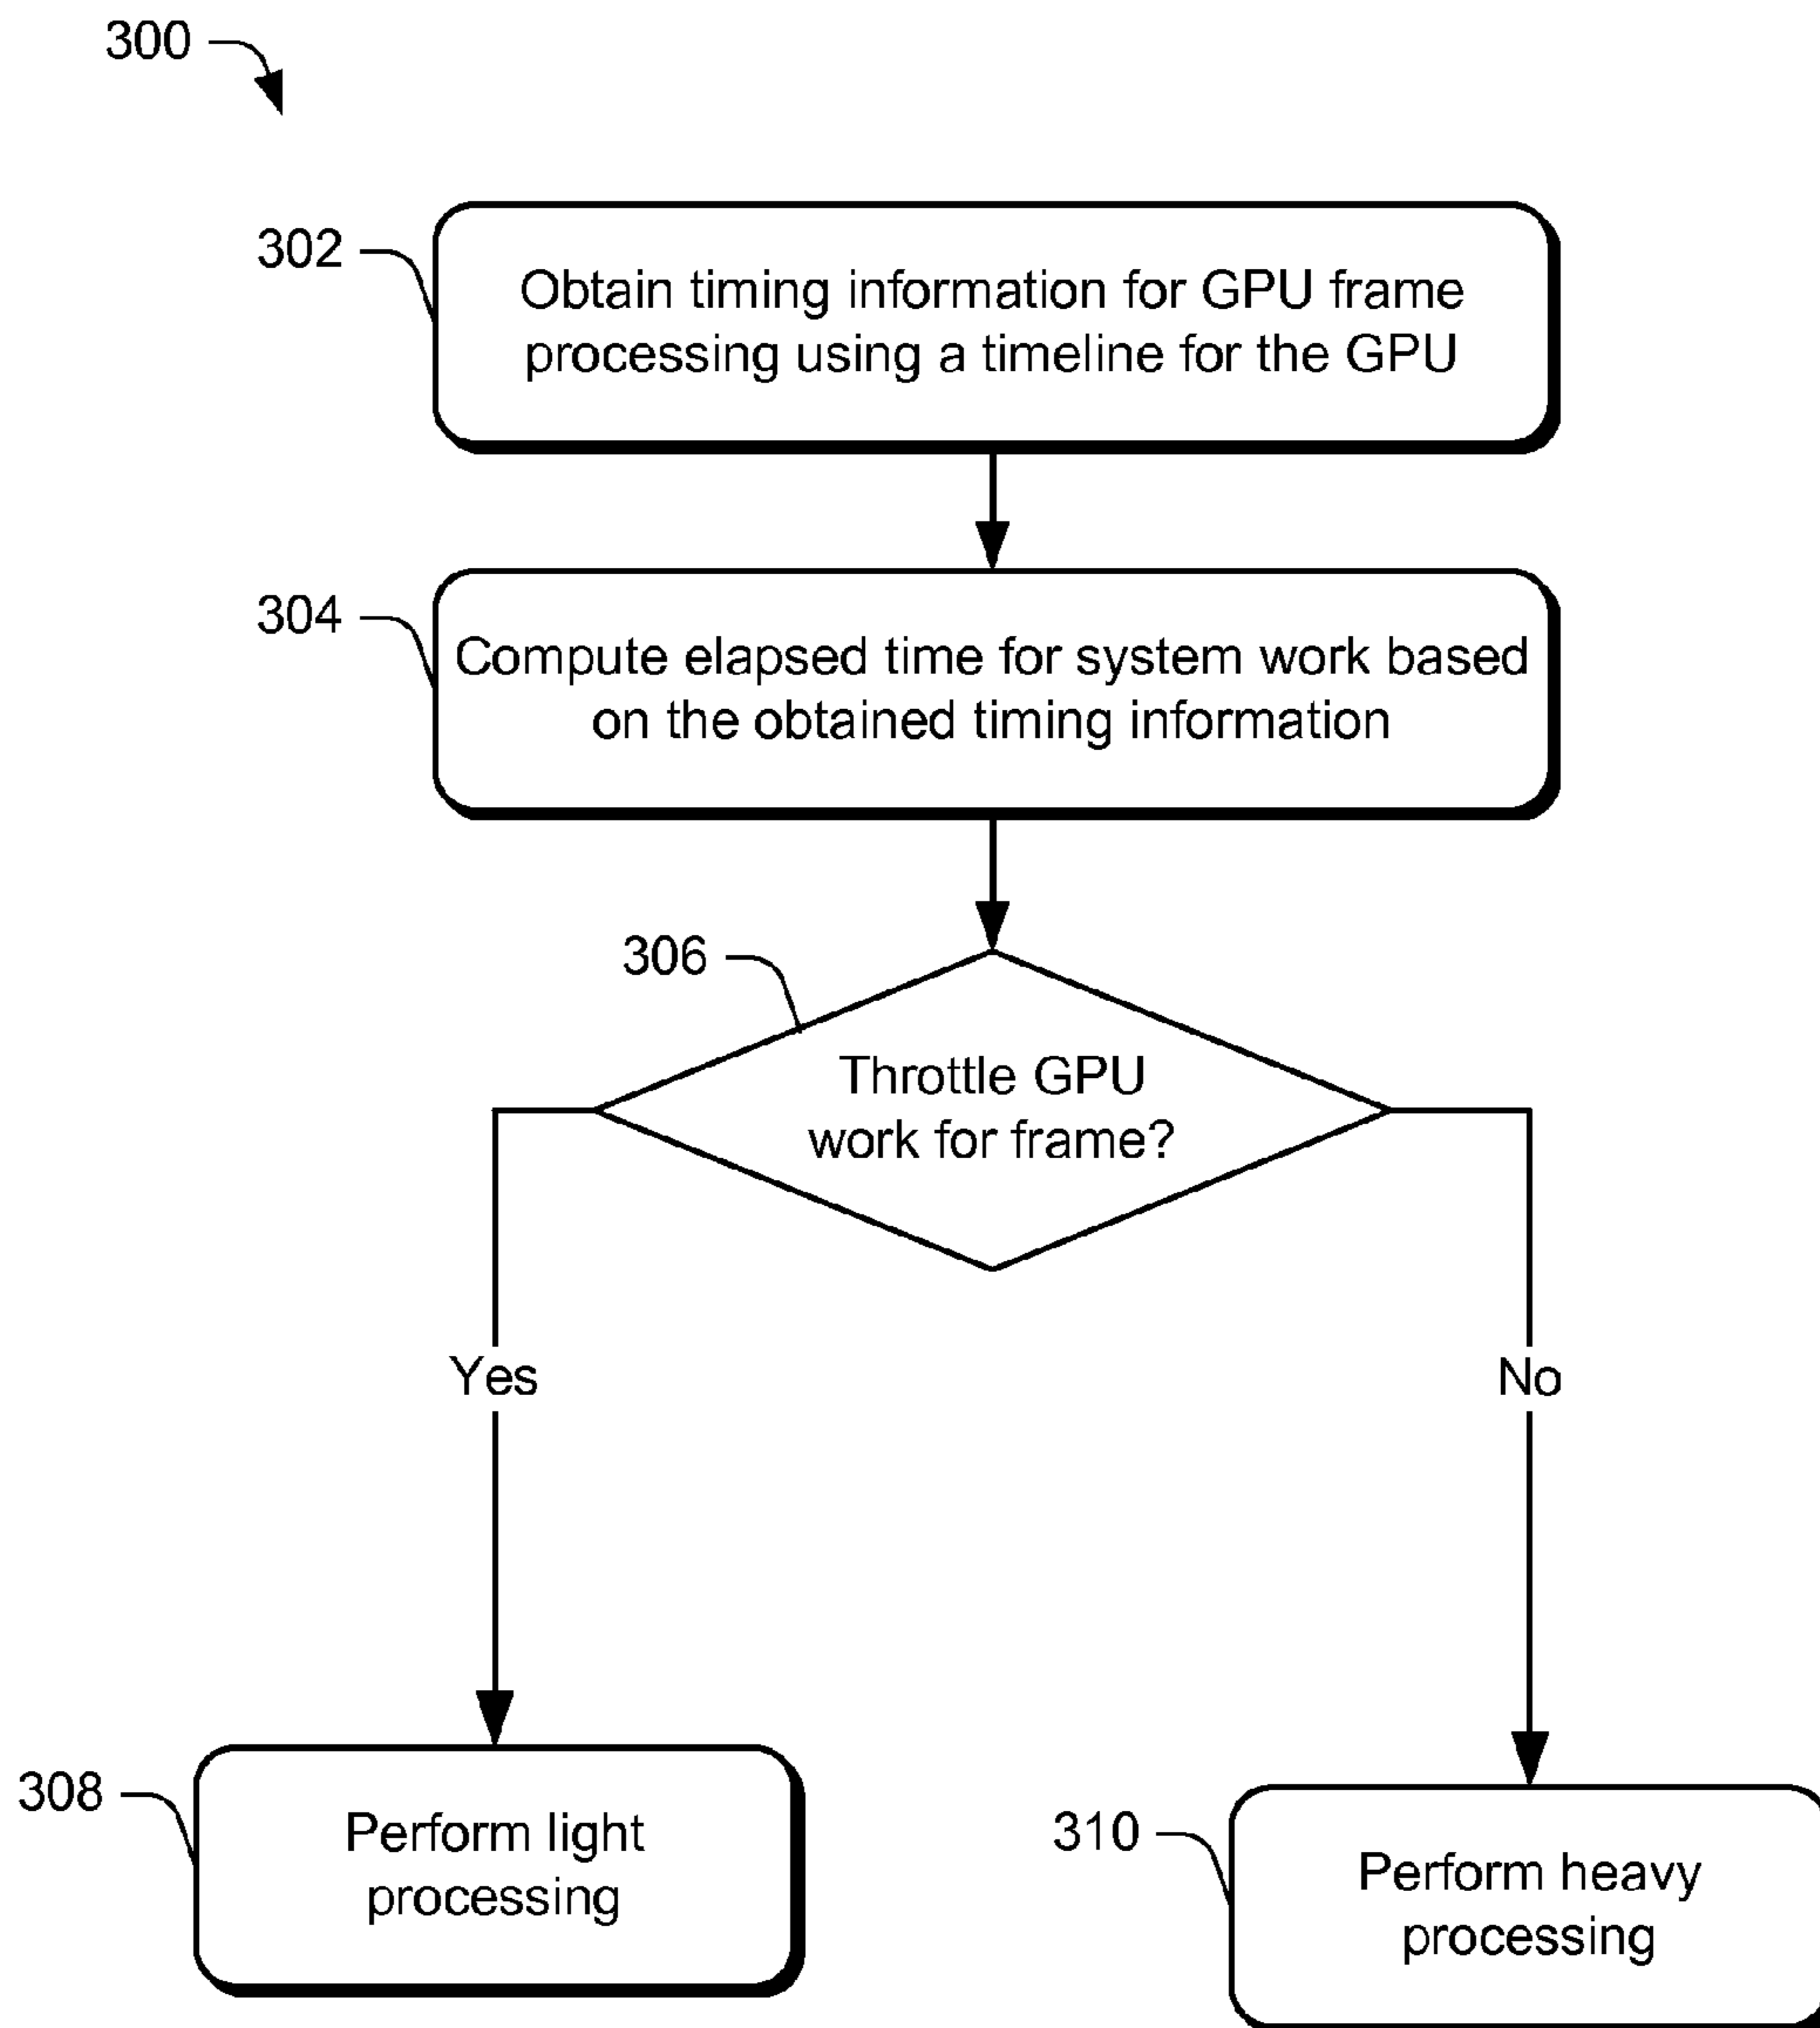 300
302
Obtain timing information for GPU frame
processing using a timeline for the GPU
304
Compute elapsed time for system work based
on the obtained timing information
306
Throttle GPU
work for frame?
Yes
No
308
Perform light
processing
310
Perform heavy
processing